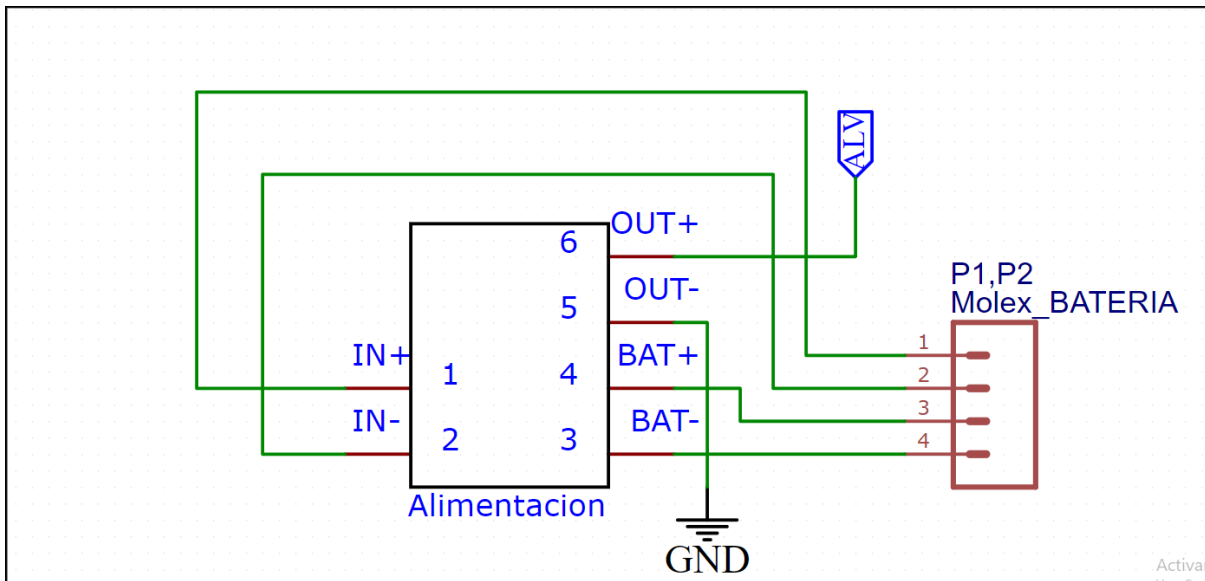 ALV
OUT+
6
OUT-
5
P1,P2
Molex_BATERIA
IN+
1
BAT+
4
IN-
2
BAT-
3
1
2
3
4
Alimentacion
GND
Activar